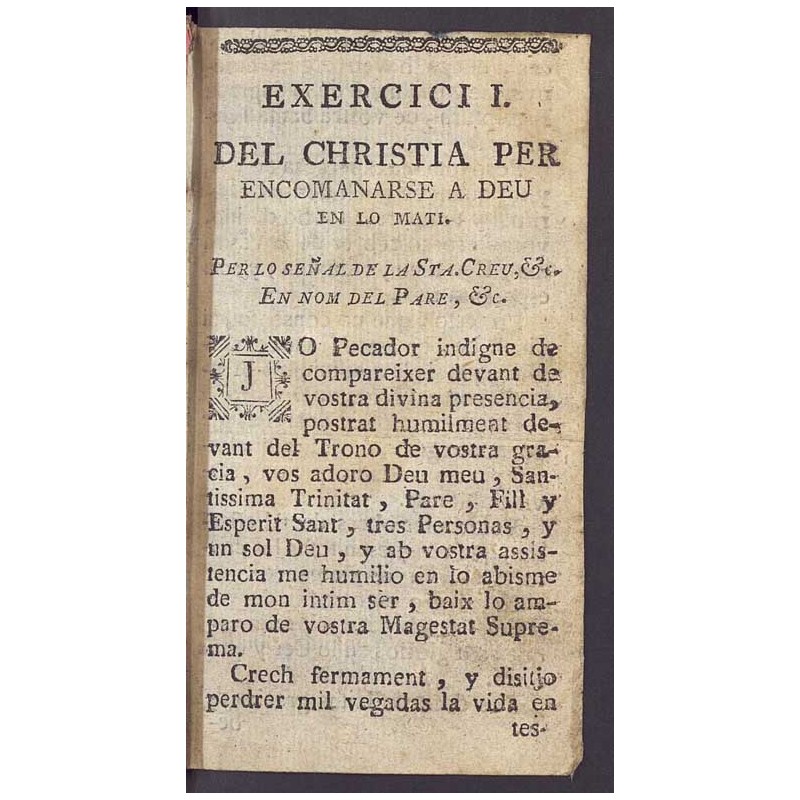 EXERCICI I.
DEL CHRISTIA PER
ENCOMANARSE A DEU
EN LO MATI.
PER LO SEÑAL DE LA STA. CREU, &c.
EN NOM DEL PARE, &c.
JO Pecador indigne de
compareixer devant de
vostra divina presencia,
postrat humilment de-
vant del Trono de vostra gra-
cia, vos adoro Deu meu, San-
tissima Trinitat, Pare, Fill y
Esperit Sant, tres Personas, y
un sol Deu, y ab vostra assis-
tencia me humilio en lo abisme
de mon intim ser, baix lo am-
paro de vostra Magestat Supre-
ma.
Crech fermament, y disitjo
perdrer mil vegadas la vida en
tes-